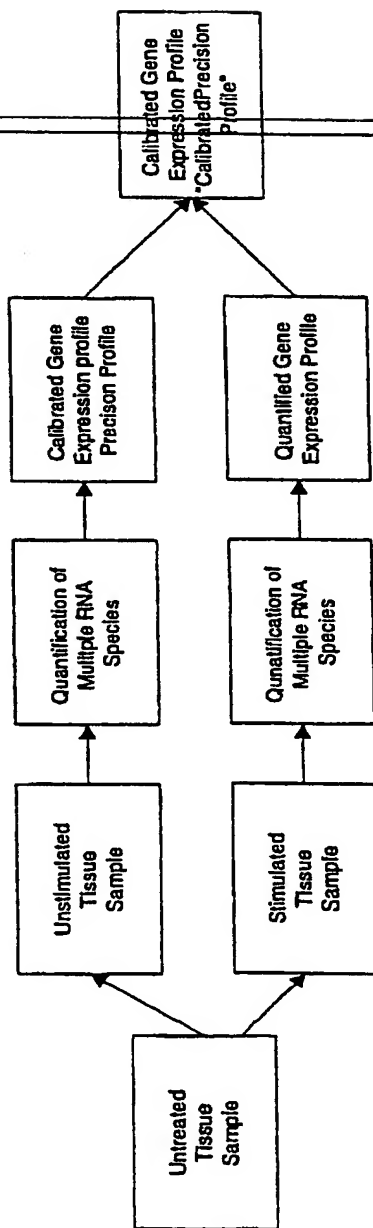 Untreated
Tissue
Sample
Unstimulated
Tissue
Sample
Quantification of
Multiple RNA
Species
Calibrated Gene
Expression profile
Precison Profile
Stimulated
Tissue
Sample
Qunatification of
Multiple RNA
Species
Quantified Gene
Expression Profile
Calibrated Gene
Expression Profile
"CalibratedPrecision
Profile"